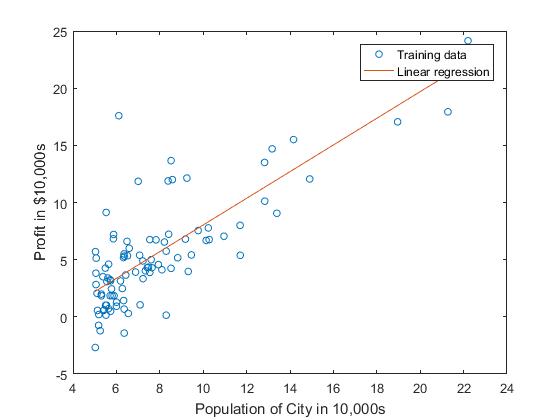 25
20
15
10
5
0
-5
Profit in $10,000s
Training data
Linear regression
4 6 8 10 12 14 16 18 20 22 24
Population of City in 10,000s